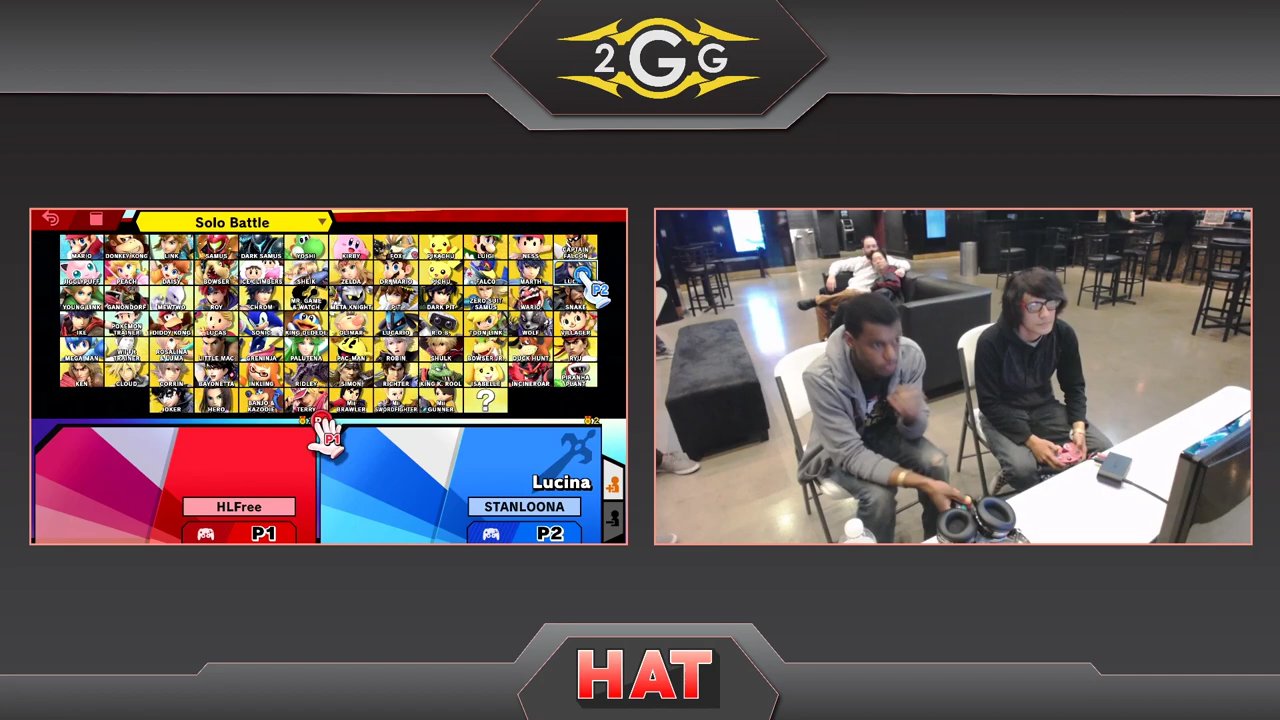 2GG
Solo Battle
MARIO DONKEY KONG LINK SAMUS DARK SAMUS YOSHI KIRBY FOX PIKACHU LUIGI NESS CAPTAIN FALCON
JIGGLYPUFF PEACH DAISY BOWSER ICE CLIMBERS SHEIK ZELDA DR. MARIO PICHU FALCO MARTH
YOUNG LINK GANONDORF MEWTWO ROY CHROM MR. GAME & WATCH META KNIGHT PIT DARK PIT ZERO SUIT SAMUS WARIO SNAKE
IKE POKÉMON TRAINER DIDDY KONG LUCAS SONIC KING DEDEDE OLIMAR LUCARIO R.O.B. TOON LINK WOLF VILLAGER
MEGA MAN Wii Fit TRAINER ROSALINA & LUMA LITTLE MAC GRENINJA PALUTENA PAC-MAN ROBIN SHULK BOWSER JR. DUCK HUNT RYU
KEN CLOUD CORRIN BAYONETTA INKLING RIDLEY SIMON RICHTER KING K. ROOL ISABELLE INCINEROAR PIRANHA PLANT
JOKER HERO BANJO & KAZOOIE TERRY Mii BRAWLER Mii SWORDFIGHTER Mii GUNNER ?
P2
P1
2
Lucina
HLFree
STANLOONA
P1
P2
HAT